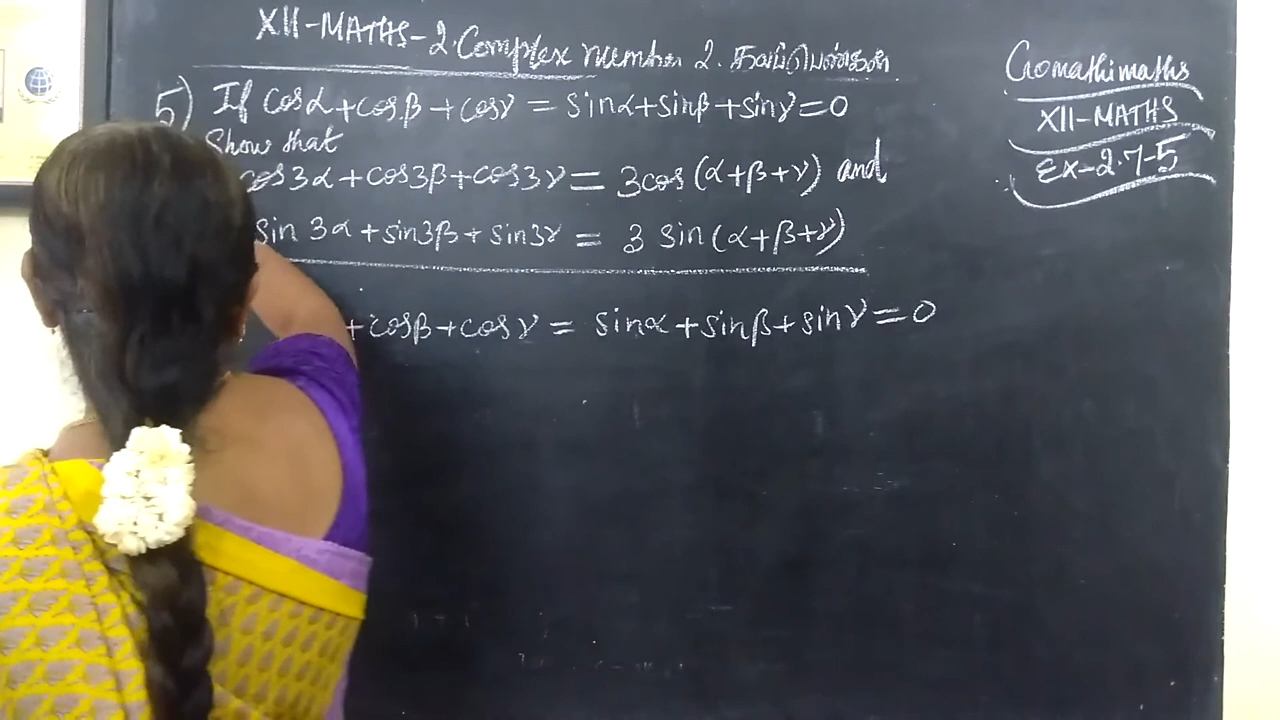 XII-MATHS-2.Complex number 2. கலப்பெண்கள்
5) If cosα+cosβ+cosγ = sinα+sinβ+sinγ=0
Show that
cos3α+cos3β+cos3γ = 3cos(α+β+γ) and
sin 3α+sin3β+sin3γ = 3 sin(α+β+γ)
+cosβ+cosγ = sinα+sinβ+sinγ=0
Gomathimaths
XII-MATHS
Ex-2.7-5